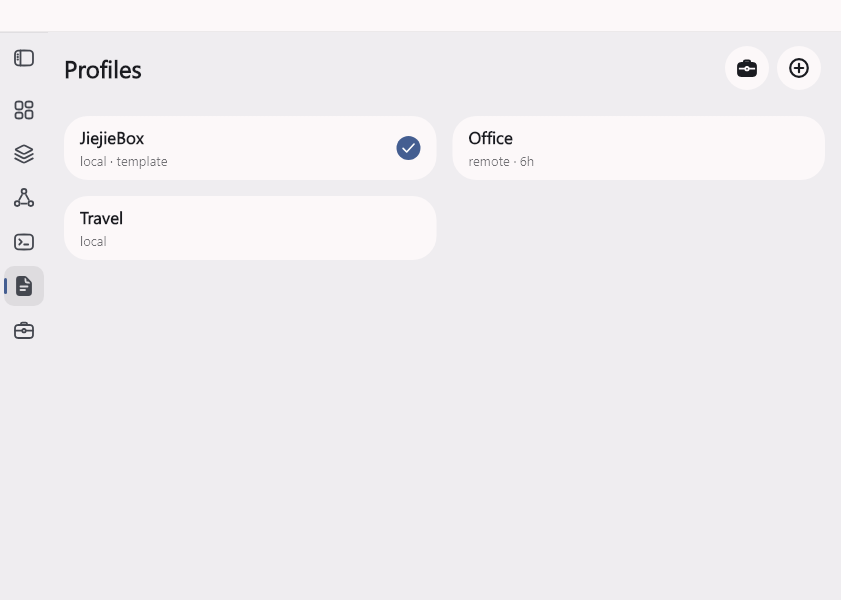 Profiles
JiejieBox
local · template
Office
remote · 6h
Travel
local